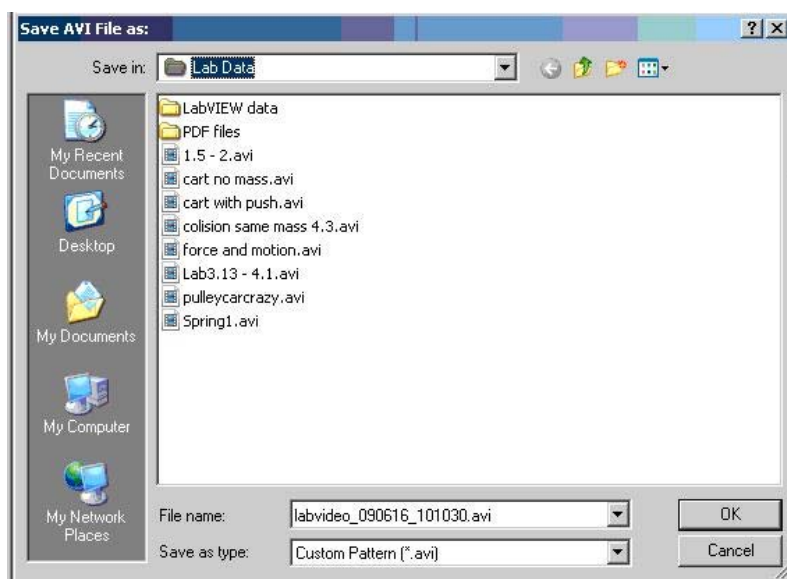 Save AVI File as:
Save in: Lab Data
My Recent
Documents
Desktop
My Documents
My Computer
My Network
Places
LabVIEW data
PDF files
1.5 - 2.avi
cart no mass.avi
cart with push.avi
colision same mass 4.3.avi
force and motion.avi
Lab3.13 - 4.1.avi
pulleycarcrazy.avi
Spring1.avi
File name: labvideo_090616_101030.avi OK
Save as type: Custom Pattern (*.avi) Cancel